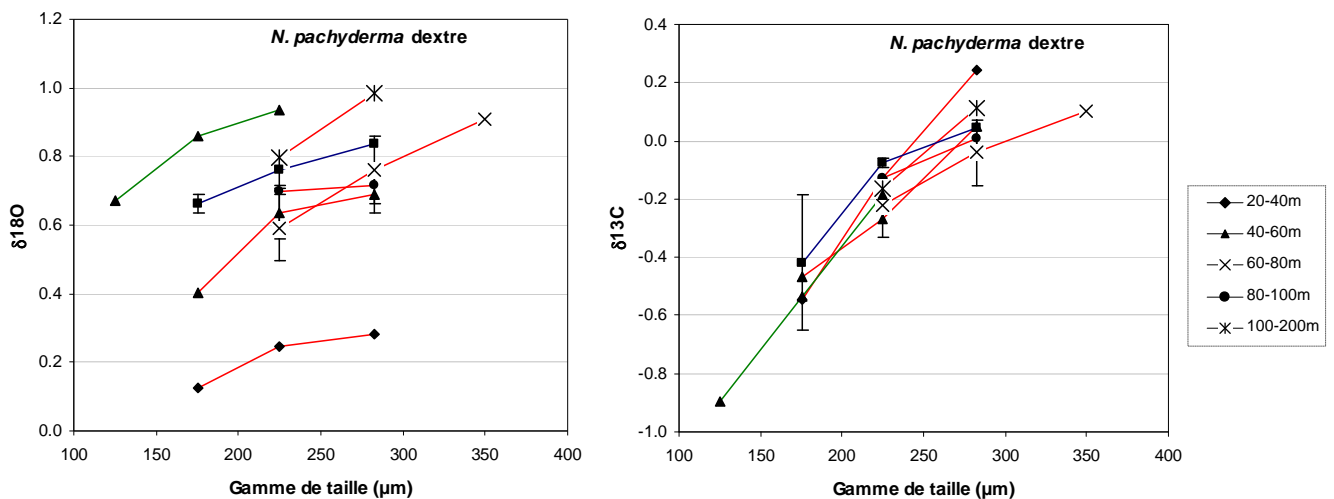 N. pachyderma dextre
1.2
1.0
0.8
0.6
0.4
0.2
0.0
δ18O
100 150 200 250 300 350 400
Gamme de taille (µm)
N. pachyderma dextre
0.4
0.2
0.0
-0.2
-0.4
-0.6
-0.8
-1.0
δ13C
100 150 200 250 300 350 400
Gamme de taille (µm)
20-40m
40-60m
60-80m
80-100m
100-200m